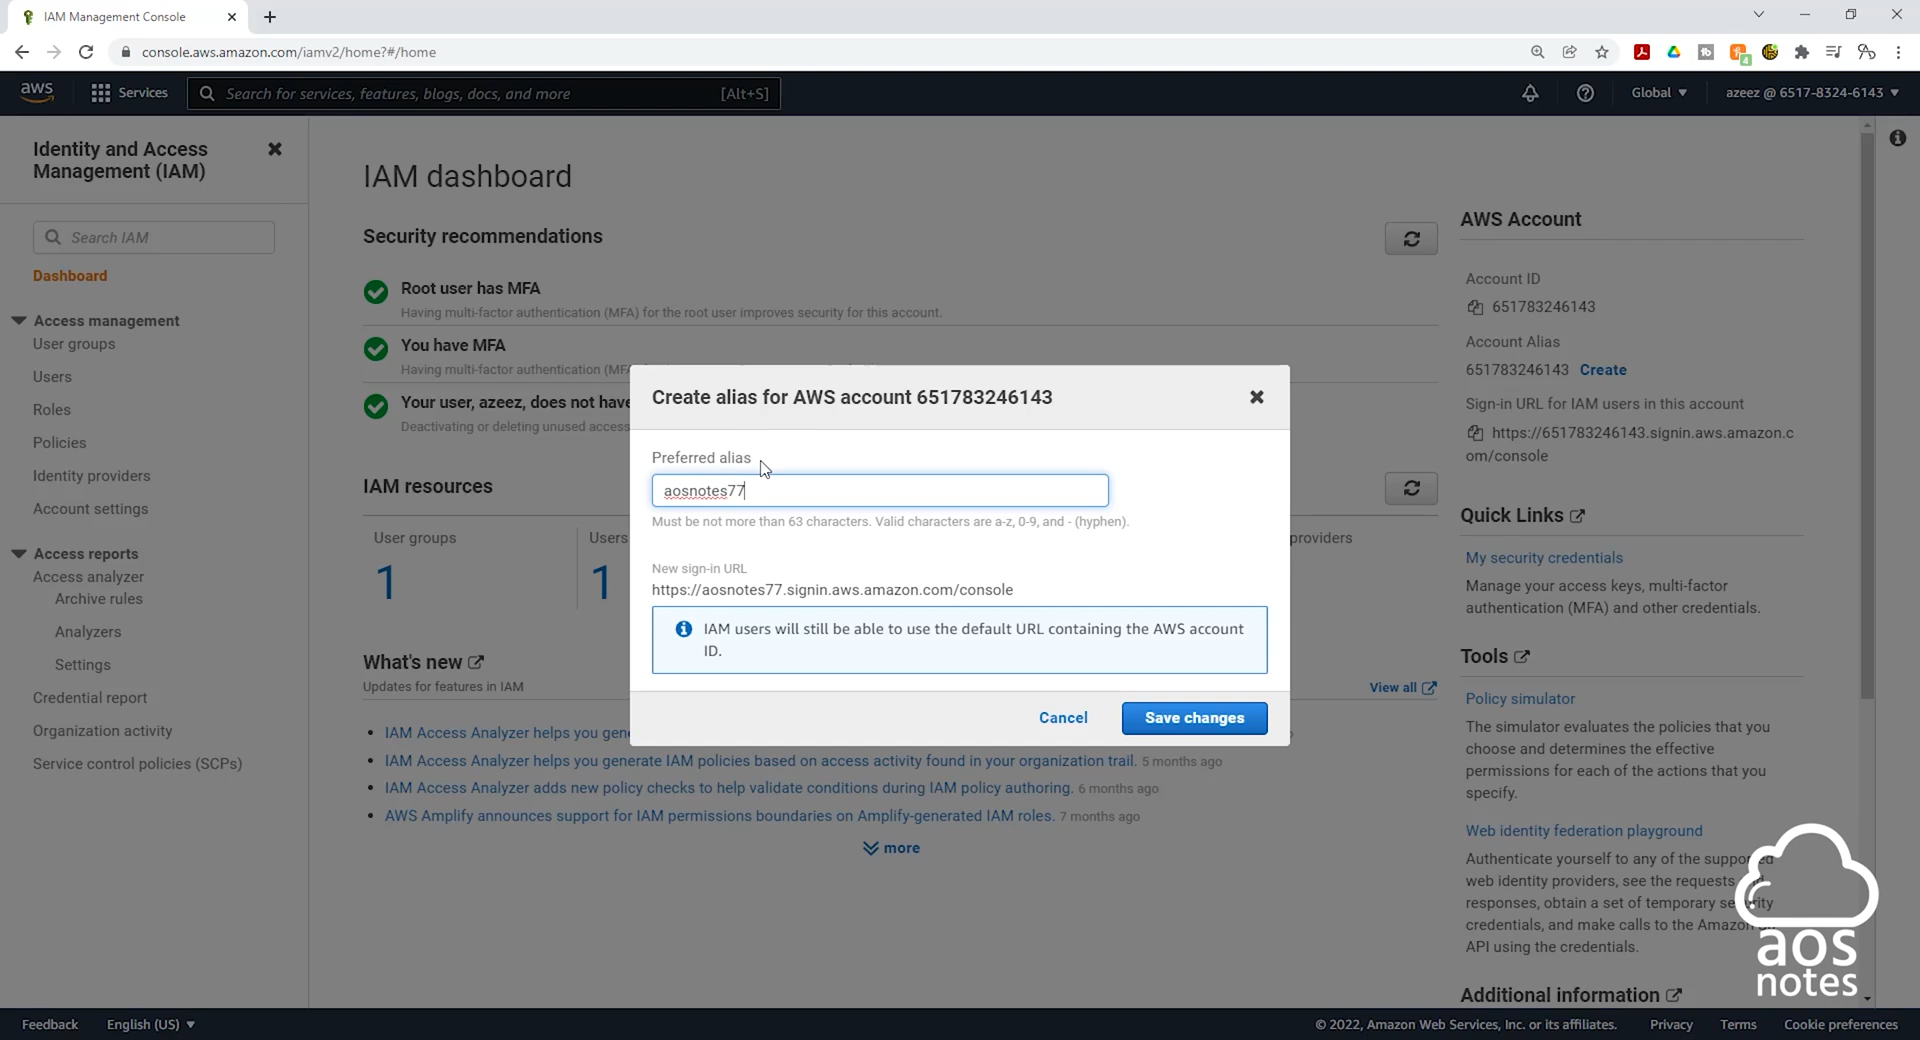 IAM Management Console
console.aws.amazon.com/iamv2/home?#/home
4
aws
Services
Search for services, features, blogs, docs, and more
[Alt+S]
Global
azeez @ 6517-8324-6143
Identity and Access
Management (IAM)
Search IAM
Dashboard
Access management
User groups
Users
Roles
Policies
Identity providers
Account settings
Access reports
Access analyzer
Archive rules
Analyzers
Settings
Credential report
Organization activity
Service control policies (SCPs)
IAM dashboard
Security recommendations
Root user has MFA
Having multi-factor authentication (MFA) for the root user improves security for this account.
You have MFA
Having multi-factor authentication (MFA
Your user, azeez, does not have
Deactivating or deleting unused access
IAM resources
User groups
1
Users
1
providers
What's new
Updates for features in IAM
View all
IAM Access Analyzer helps you gen
IAM Access Analyzer helps you generate IAM policies based on access activity found in your organization trail. 5 months ago
IAM Access Analyzer adds new policy checks to help validate conditions during IAM policy authoring. 6 months ago
AWS Amplify announces support for IAM permissions boundaries on Amplify-generated IAM roles. 7 months ago
more
Create alias for AWS account 651783246143
Preferred alias
aosnotes77
Must be not more than 63 characters. Valid characters are a-z, 0-9, and - (hyphen).
New sign-in URL
https://aosnotes77.signin.aws.amazon.com/console
IAM users will still be able to use the default URL containing the AWS account
ID.
Cancel
Save changes
AWS Account
Account ID
651783246143
Account Alias
651783246143 Create
Sign-in URL for IAM users in this account
https://651783246143.signin.aws.amazon.c
om/console
Quick Links
My security credentials
Manage your access keys, multi-factor
authentication (MFA) and other credentials.
Tools
Policy simulator
The simulator evaluates the policies that you
choose and determines the effective
permissions for each of the actions that you
specify.
Web identity federation playground
Authenticate yourself to any of the supported
web identity providers, see the requests and
responses, obtain a set of temporary security
credentials, and make calls to the Amazon
API using the credentials.
Additional information
aos
notes
Feedback
English (US)
© 2022, Amazon Web Services, Inc. or its affiliates.
Privacy
Terms
Cookie preferences